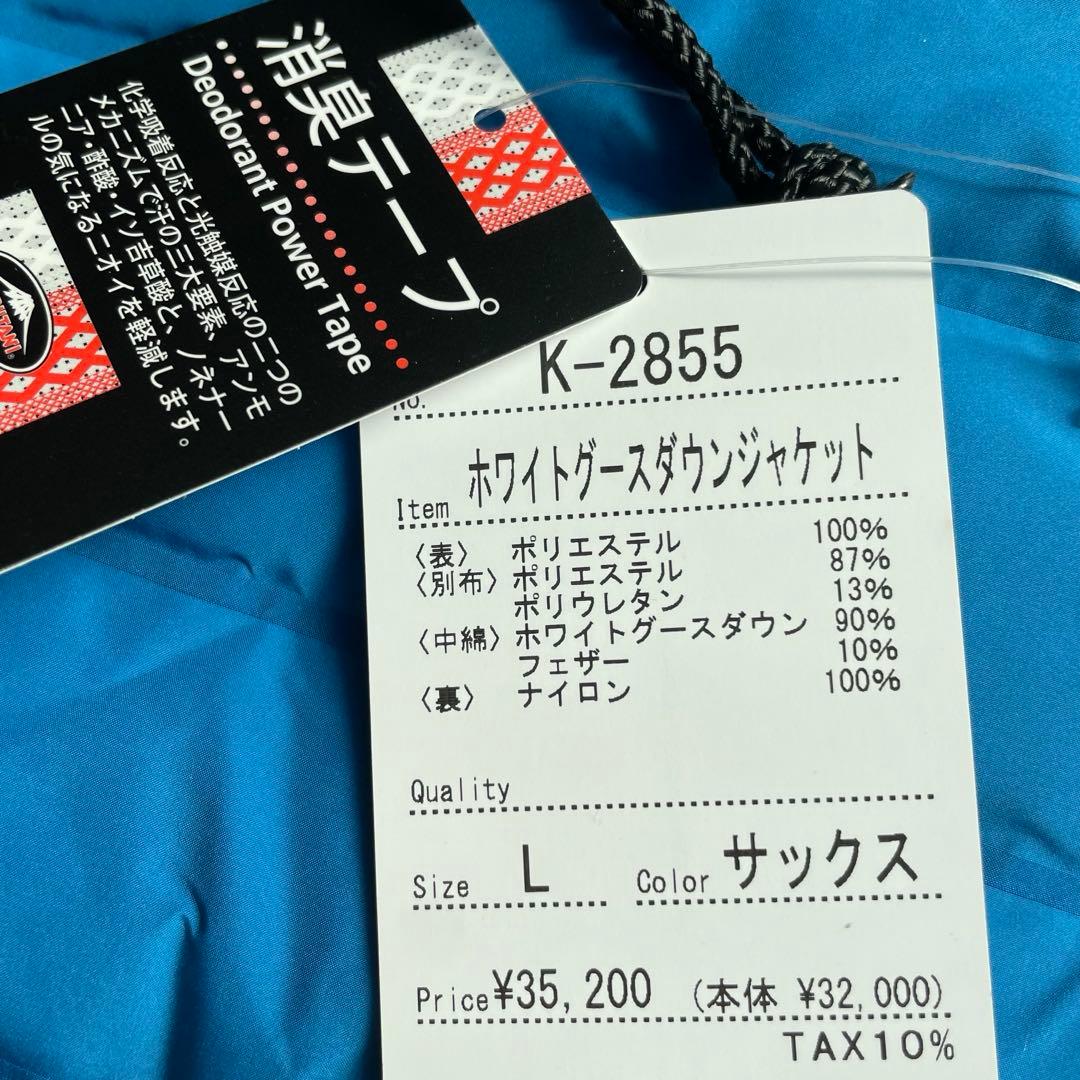 消臭テープ
Deodorant Power Tape
化学吸着反応と光触媒反応の二つの
メカニズムで汗の三大要素、アンモ
ニア・酢酸・イソ吉草酸と、ノネナー
ルの気になるニオイを軽減します。
No. K-2855
Item ホワイトグースダウンジャケット
〈表〉 ポリエステル 100%
〈別布〉ポリエステル 87%
ポリウレタン 13%
〈中綿〉ホワイトグースダウン 90%
フェザー 10%
〈裏〉 ナイロン 100%
Quality
Size L Color サックス
Price ¥35,200 (本体 ¥32,000)
TAX10%